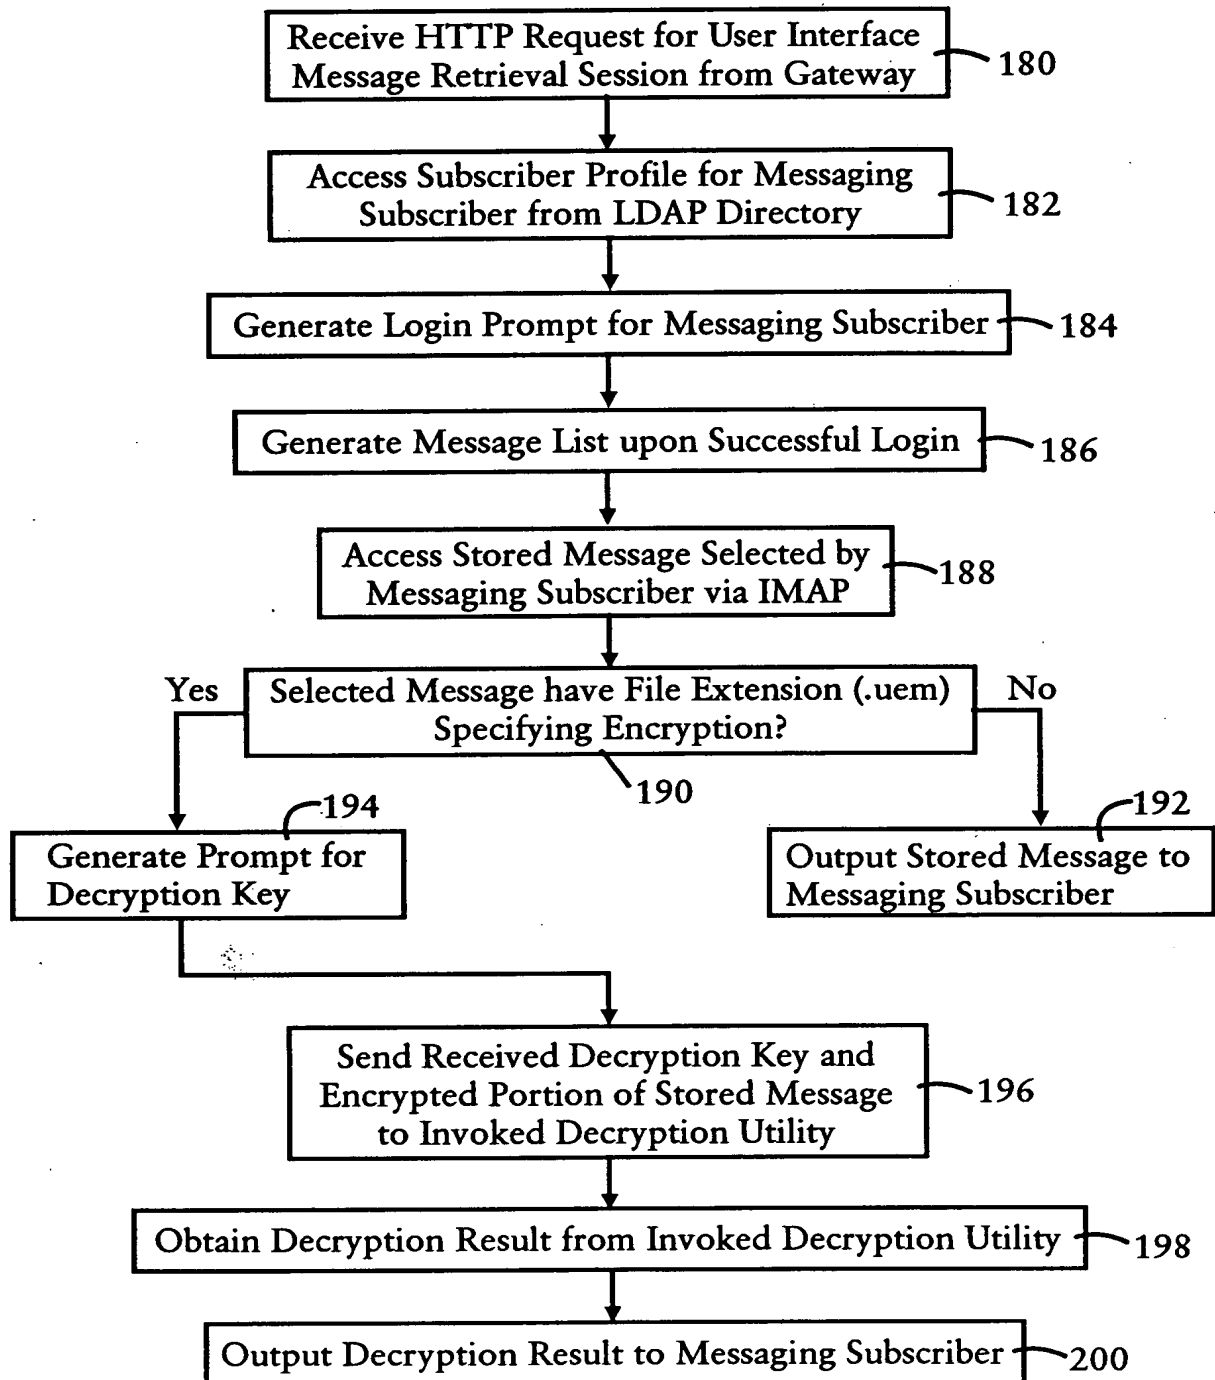 Receive HTTP Request for User Interface
Message Retrieval Session from Gateway
180
Access Subscriber Profile for Messaging
Subscriber from LDAP Directory
182
Generate Login Prompt for Messaging Subscriber
184
Generate Message List upon Successful Login
186
Access Stored Message Selected by
Messaging Subscriber via IMAP
188
Yes
Selected Message have File Extension (.uem)
Specifying Encryption?
No
190
194
Generate Prompt for
Decryption Key
192
Output Stored Message to
Messaging Subscriber
Send Received Decryption Key and
Encrypted Portion of Stored Message
to Invoked Decryption Utility
196
Obtain Decryption Result from Invoked Decryption Utility
198
Output Decryption Result to Messaging Subscriber
200